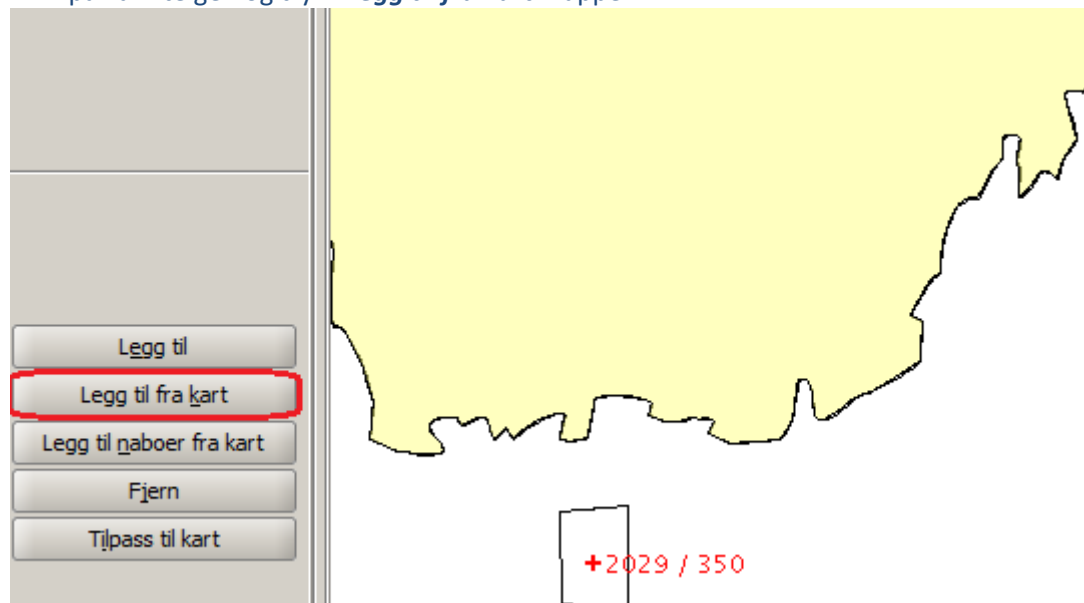 Legg til
Legg til fra kart
Legg til naboer fra kart
Fjern
Tilpass til kart
+2029 / 350